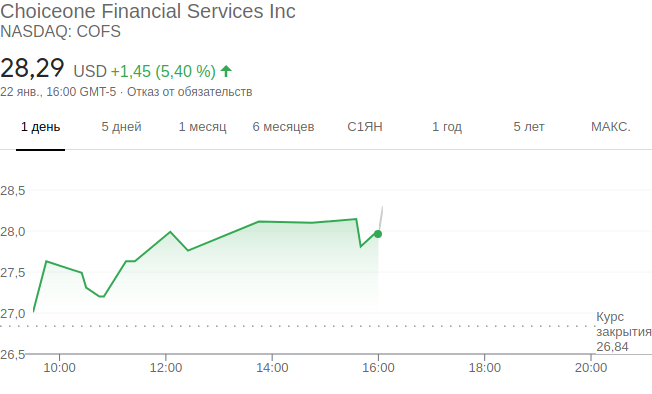 Choiceone Financial Services Inc
NASDAQ: COFS
28,29 USD +1,45 (5,40 %)
22 янв., 16:00 GMT-5 · Отказ от обязательств
1 день 5 дней 1 месяц 6 месяцев С1ЯН 1 год 5 лет МАКС.
28,5
28,0
27,5
27,0
Курс
закрытия
26,84
26,5
10:00 12:00 14:00 16:00 18:00 20:00